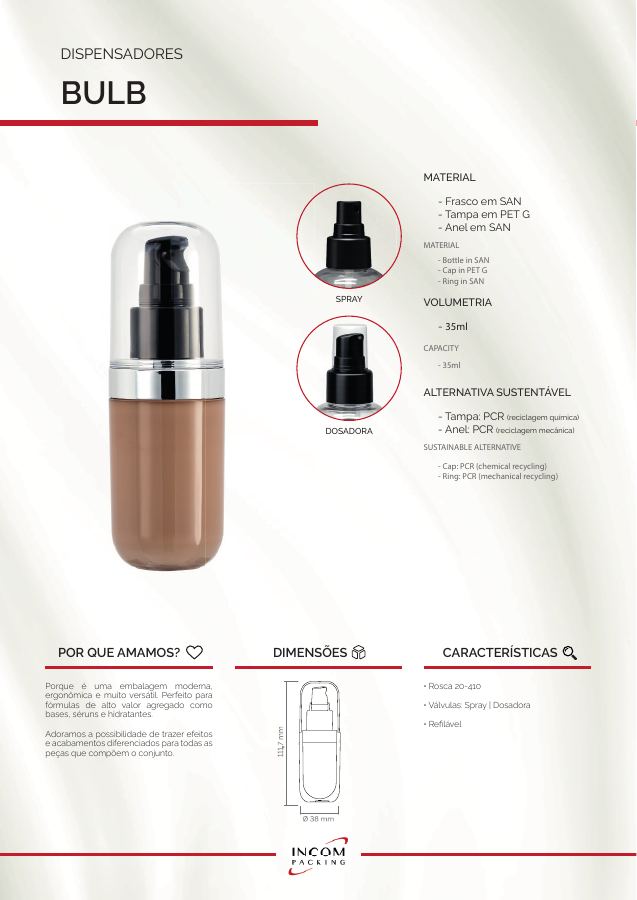 DISPENSADORES
BULB
SPRAY
DOSADORA
MATERIAL
- Frasco em SAN
- Tampa em PET G
- Anel em SAN
MATERIAL
- Bottle in SAN
- Cap in PET G
- Ring in SAN
VOLUMETRIA
- 35ml
CAPACITY
- 35ml
ALTERNATIVA SUSTENTÁVEL
- Tampa: PCR (reciclagem química)
- Anel: PCR (reciclagem mecânica)
SUSTAINABLE ALTERNATIVE
- Cap: PCR (chemical recycling)
- Ring: PCR (mechanical recycling)
POR QUE AMAMOS?
Porque é uma embalagem moderna,
ergonômica e muito versátil. Perfeito para
fórmulas de alto valor agregado como
bases, séruns e hidratantes.
Adoramos a possibilidade de trazer efeitos
e acabamentos diferenciados para todas as
peças que compõem o conjunto.
DIMENSÕES
111,7 mm
Ø 38 mm
CARACTERÍSTICAS
• Rosca 20-410
• Válvulas: Spray | Dosadora
• Refilável
INCOM
PACKING